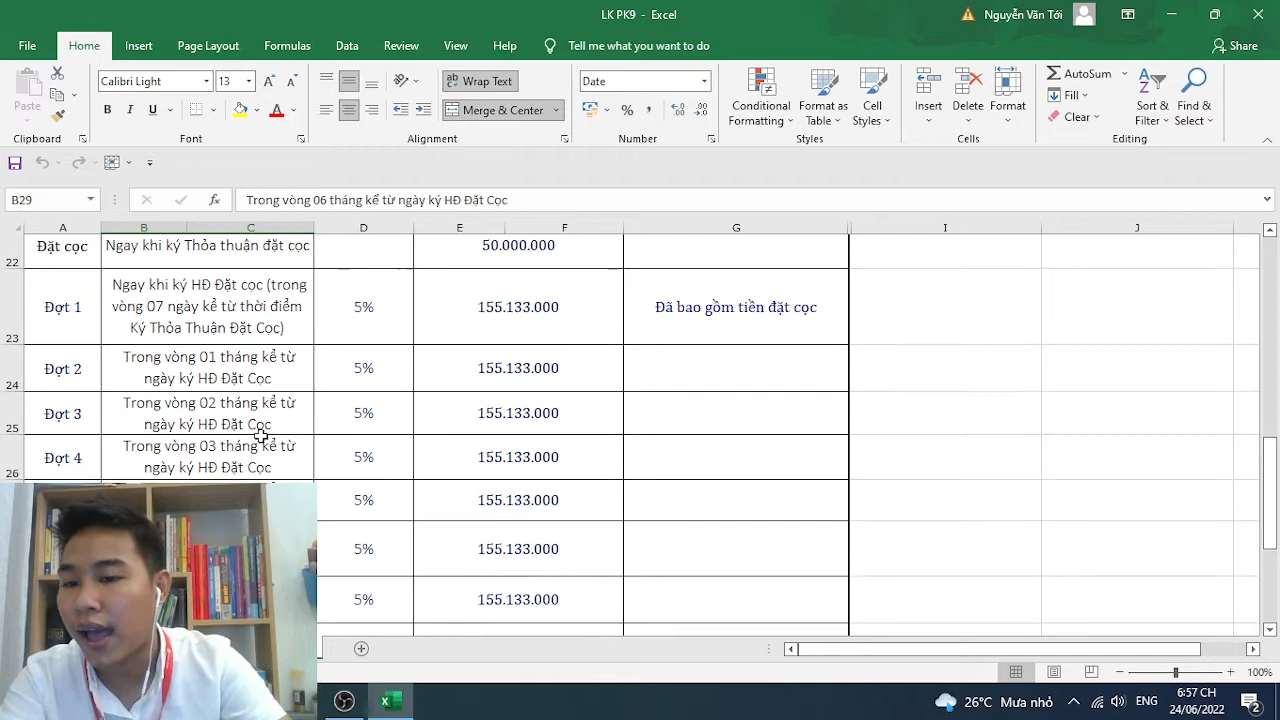 LK PK9 - Excel
Nguyễn Văn Tới
File Home Insert Page Layout Formulas Data Review View Help Tell me what you want to do Share
Paste
Clipboard
Calibri Light 13
B I U A
Font
Wrap Text
Merge & Center
Alignment
Date
% ,
Number
Conditional Formatting
Format as Table
Cell Styles
Styles
Insert
Delete
Format
Cells
AutoSum
Fill
Clear
Sort & Filter
Find & Select
Editing
B29 fx Trong vòng 06 tháng kể từ ngày ký HĐ Đặt Cọc
A B C D E F G I J
22 Đặt cọc Ngay khi ký Thỏa thuận đặt cọc 50.000.000
23 Đợt 1 Ngay khi ký HĐ Đặt cọc (trong
vòng 07 ngày kể từ thời điểm
Ký Thỏa Thuận Đặt Cọc) 5% 155.133.000 Đã bao gồm tiền đặt cọc
24 Đợt 2 Trong vòng 01 tháng kể từ
ngày ký HĐ Đặt Cọc 5% 155.133.000
25 Đợt 3 Trong vòng 02 tháng kể từ
ngày ký HĐ Đặt Cọc 5% 155.133.000
26 Đợt 4 Trong vòng 03 tháng kể từ
ngày ký HĐ Đặt Cọc 5% 155.133.000
5% 155.133.000
5% 155.133.000
5% 155.133.000
100%
26°C Mưa nhỏ ENG 6:57 CH
24/06/2022
2